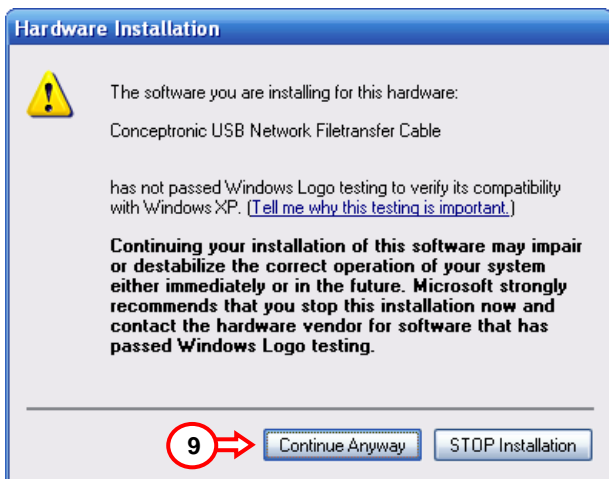 Hardware Installation
The software you are installing for this hardware:
Conceptronic USB Network Filetransfer Cable
has not passed Windows Logo testing to verify its compatibility
with Windows XP. (Tell me why this testing is important.)
Continuing your installation of this software may impair
or destabilize the correct operation of your system
either immediately or in the future. Microsoft strongly
recommends that you stop this installation now and
contact the hardware vendor for software that has
passed Windows Logo testing.
9 Continue Anyway STOP Installation